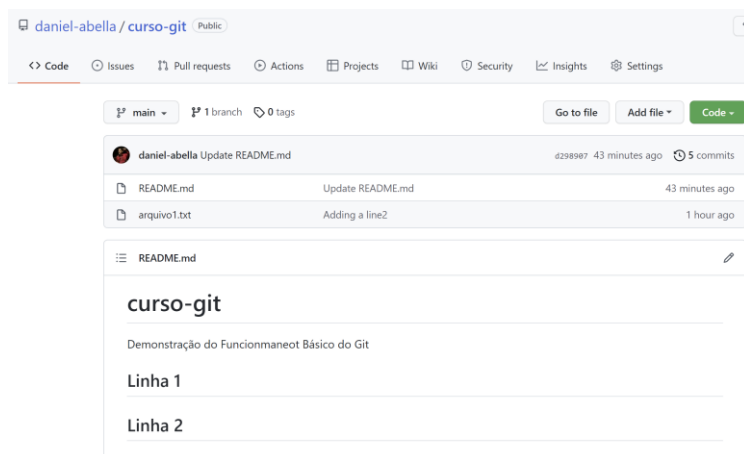 daniel-abella / curso-git Public
Code Issues Pull requests Actions Projects Wiki Security Insights Settings
main 1 branch 0 tags Go to file Add file Code
daniel-abella Update README.md d298907 43 minutes ago 5 commits
README.md Update README.md 43 minutes ago
arquivo1.txt Adding a line2 1 hour ago
README.md
curso-git
Demonstração do Funcionmaneot Básico do Git
Linha 1
Linha 2